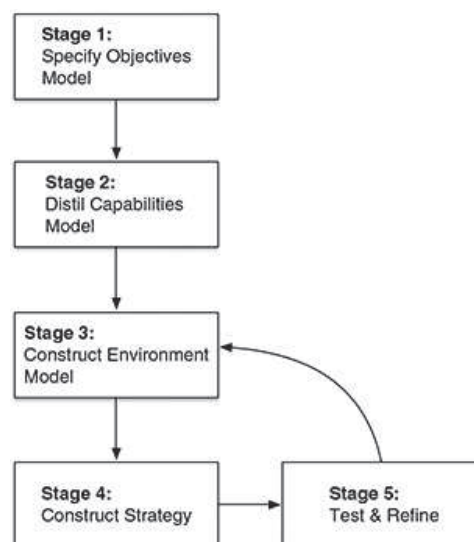 Stage 1:
Specify Objectives
Model
Stage 2:
Distil Capabilities
Model
Stage 3:
Construct Environment
Model
Stage 4:
Construct Strategy
Stage 5:
Test & Refine